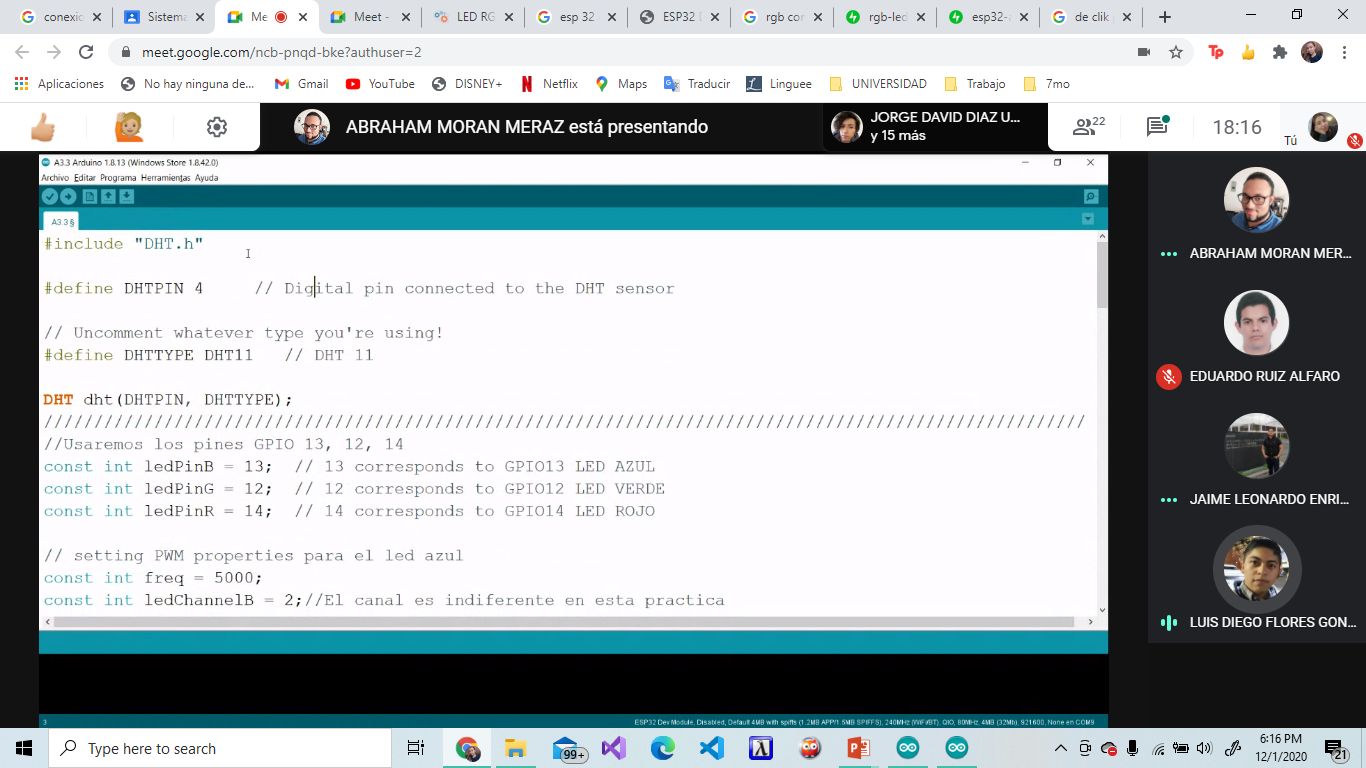 conexic
Sistema
Me
Meet -
LED RG
esp 32
ESP32 D
rgb cor
rgb-led
esp32-a
de clik
meet.google.com/ncb-pnqd-bke?authuser=2
Aplicaciones
No hay ninguna de...
Gmail
YouTube
DISNEY+
Netflix
Maps
Traducir
Linguee
UNIVERSIDAD
Trabajo
7mo
ABRAHAM MORAN MERAZ está presentando
JORGE DAVID DIAZ U...
y 15 más
22
18:16
Tú
A3.3 Arduino 1.8.13 (Windows Store 1.8.42.0)
Archivo Editar Programa Herramientas Ayuda
A3.3 §
#include "DHT.h"
#define DHTPIN 4     // Digital pin connected to the DHT sensor
// Uncomment whatever type you're using!
#define DHTTYPE DHT11   // DHT 11
DHT dht(DHTPIN, DHTTYPE);
////////////////////////////////////////////////////////////////////////////////////////////////////////
//Usaremos los pines GPIO 13, 12, 14
const int ledPinB = 13;  // 13 corresponds to GPIO13 LED AZUL
const int ledPinG = 12;  // 12 corresponds to GPIO12 LED VERDE
const int ledPinR = 14;  // 14 corresponds to GPIO14 LED ROJO
// setting PWM properties para el led azul
const int freq = 5000;
const int ledChannelB = 2;//El canal es indiferente en esta practica
3
ESP32 Dev Module, Disabled, Default 4MB with spiffs (1.2MB APP/1.5MB SPIFFS), 240MHz (WiFi/BT), QIO, 80MHz, 4MB (32Mb), 921600, None en COM9
ABRAHAM MORAN MER...
EDUARDO RUIZ ALFARO
JAIME LEONARDO ENRI...
LUIS DIEGO FLORES GON...
Type here to search
99+
6:16 PM
12/1/2020
21